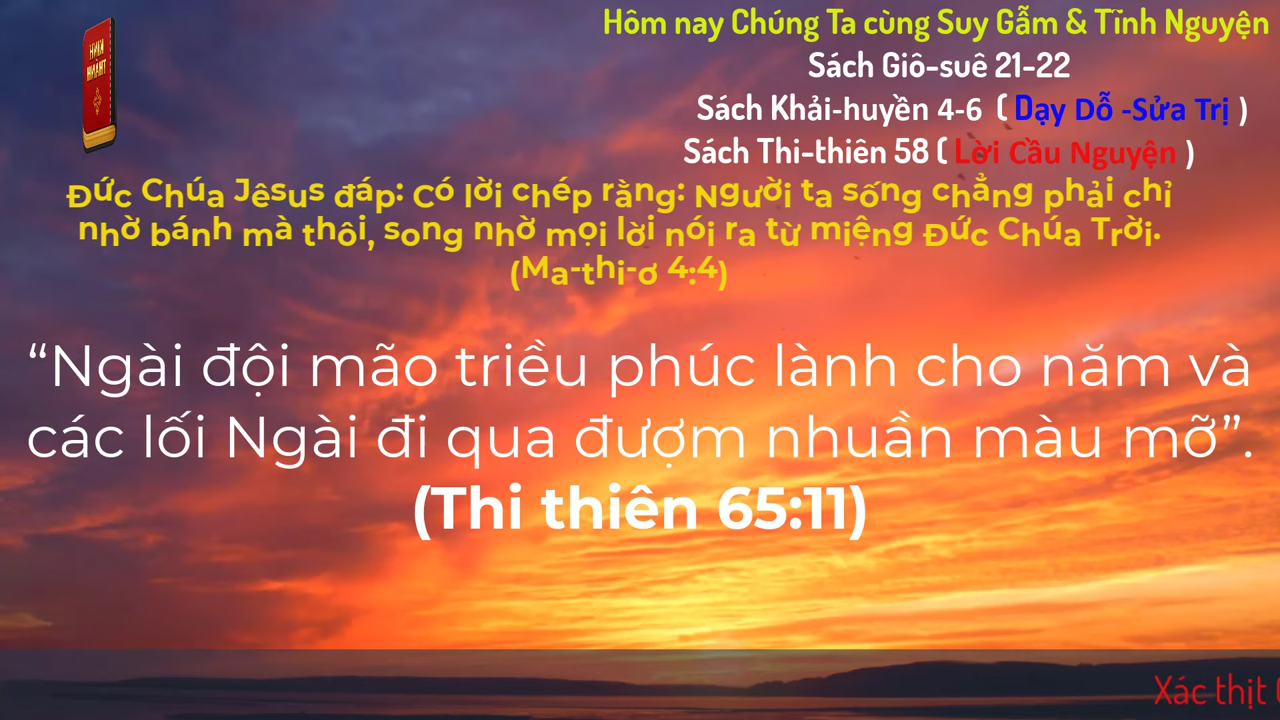 Hôm nay Chúng Ta cùng Suy Gẫm & Tĩnh Nguyện
Sách Giô-suê 21-22
Sách Khải-huyền 4-6 ( Dạy Dỗ -Sửa Trị )
Sách Thi-thiên 58 ( Lời Cầu Nguyện )
KINH
THÁNH
Đức Chúa Jêsus đáp: Có lời chép rằng: Người ta sống chẳng phải chỉ
nhờ bánh mà thôi, song nhờ mọi lời nói ra từ miệng Đức Chúa Trời.
(Ma-thi-ơ 4:4)
“Ngài đội mão triều phúc lành cho năm và
các lối Ngài đi qua đượm nhuần màu mỡ”.
(Thi thiên 65:11)
Xác thịt